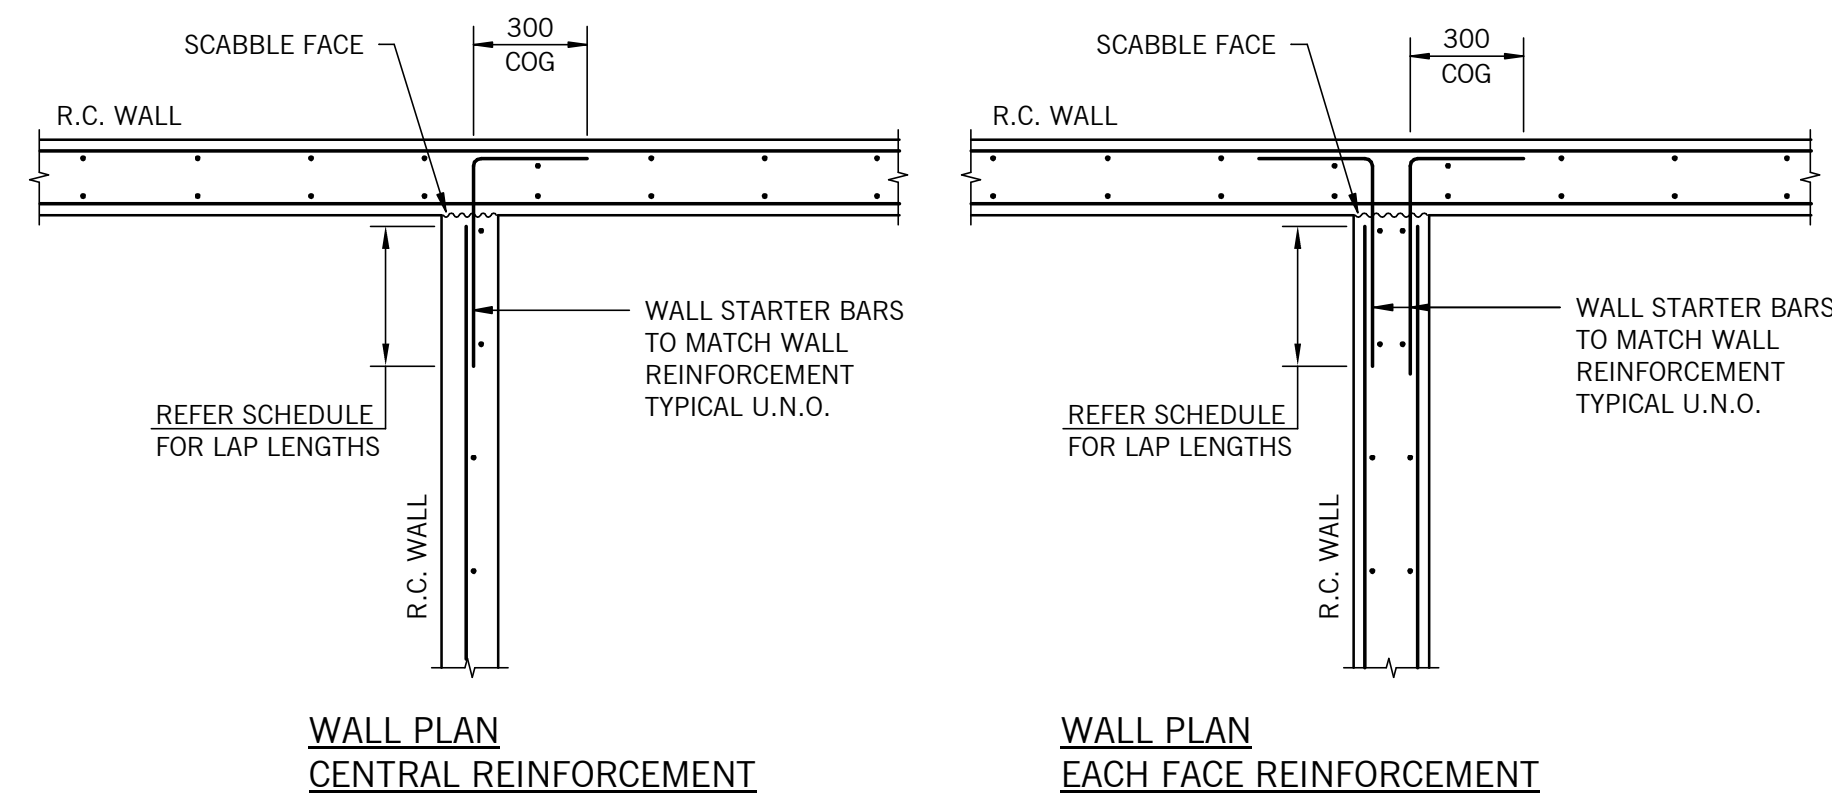 SCABBLE FACE
300
COG
R.C. WALL
WALL STARTER BARS
TO MATCH WALL
REINFORCEMENT
TYPICAL U.N.O.
REFER SCHEDULE
FOR LAP LENGTHS
R.C. WALL
WALL PLAN
CENTRAL REINFORCEMENT
SCABBLE FACE
300
COG
R.C. WALL
WALL STARTER BARS
TO MATCH WALL
REINFORCEMENT
TYPICAL U.N.O.
REFER SCHEDULE
FOR LAP LENGTHS
R.C. WALL
WALL PLAN
EACH FACE REINFORCEMENT